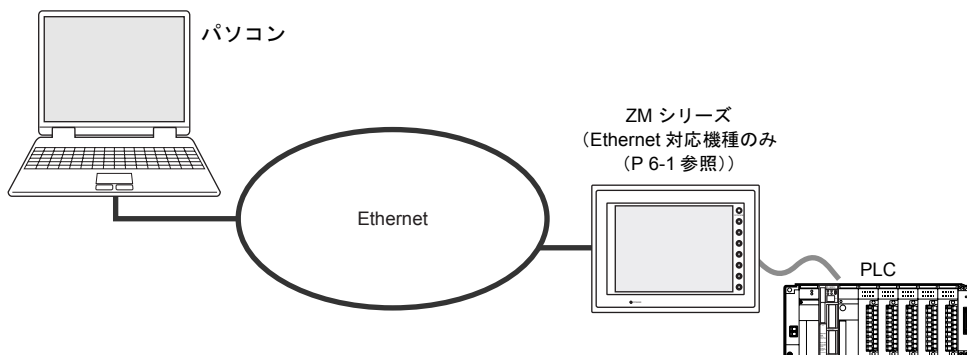 パソコン
ZM シリーズ
（Ethernet 対応機種のみ
（P 6-1 参照））
Ethernet
PLC